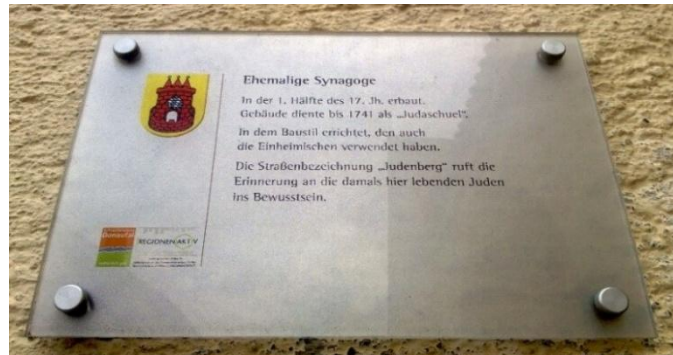 Ehemalige Synagoge
In der 1. Hälfte des 17. Jh. erbaut.
Gebäude diente bis 1741 als „Judaschuel“.
In dem Baustil errichtet, den auch
die Einheimischen verwendet haben.
Die Straßenbezeichnung „Judenberg“ ruft die
Erinnerung an die damals hier lebenden Juden
ins Bewusstsein.
REGIONEN AKTIV